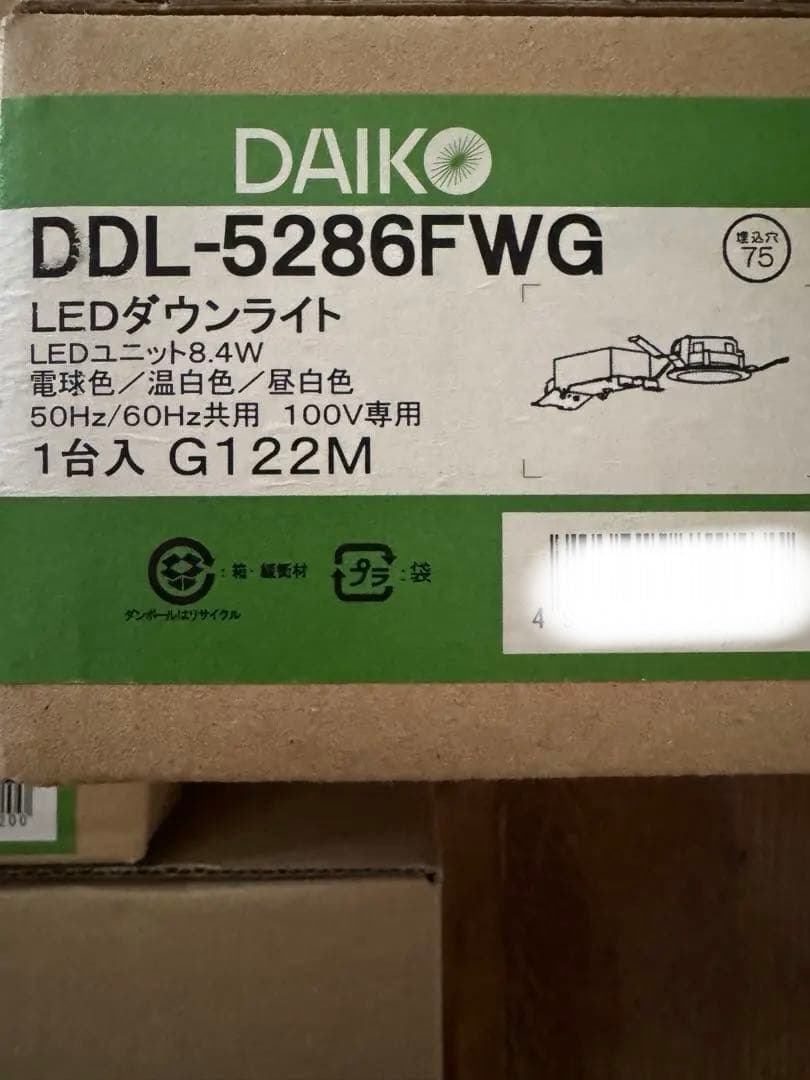 DAIKO
DDL-5286FWG
埋込穴
75
LEDダウンライト
LEDユニット8.4W
電球色/温白色/昼白色
50Hz/60Hz共用 100V専用
1台入 G122M
:箱・緩衝材
プラ
:袋
ダンボールはリサイクル
4
200